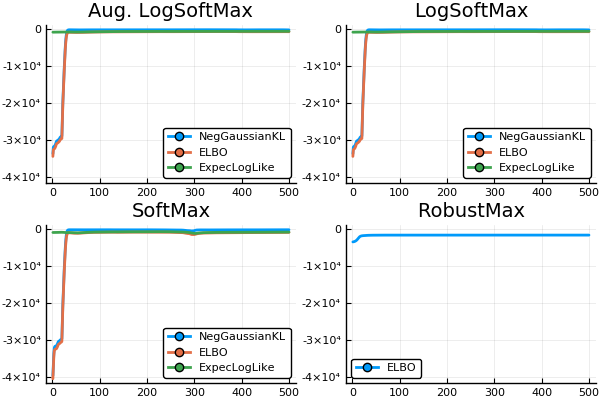 Aug. LogSoftMax
0
-1×10⁴
-2×10⁴
-3×10⁴
-4×10⁴
NegGaussianKL
ELBO
ExpecLogLike
0 100 200 300 400 500
LogSoftMax
0
-1×10⁴
-2×10⁴
-3×10⁴
-4×10⁴
NegGaussianKL
ELBO
ExpecLogLike
0 100 200 300 400 500
SoftMax
0
-1×10⁴
-2×10⁴
-3×10⁴
-4×10⁴
NegGaussianKL
ELBO
ExpecLogLike
0 100 200 300 400 500
RobustMax
0
-1×10⁴
-2×10⁴
-3×10⁴
-4×10⁴
ELBO
0 100 200 300 400 500